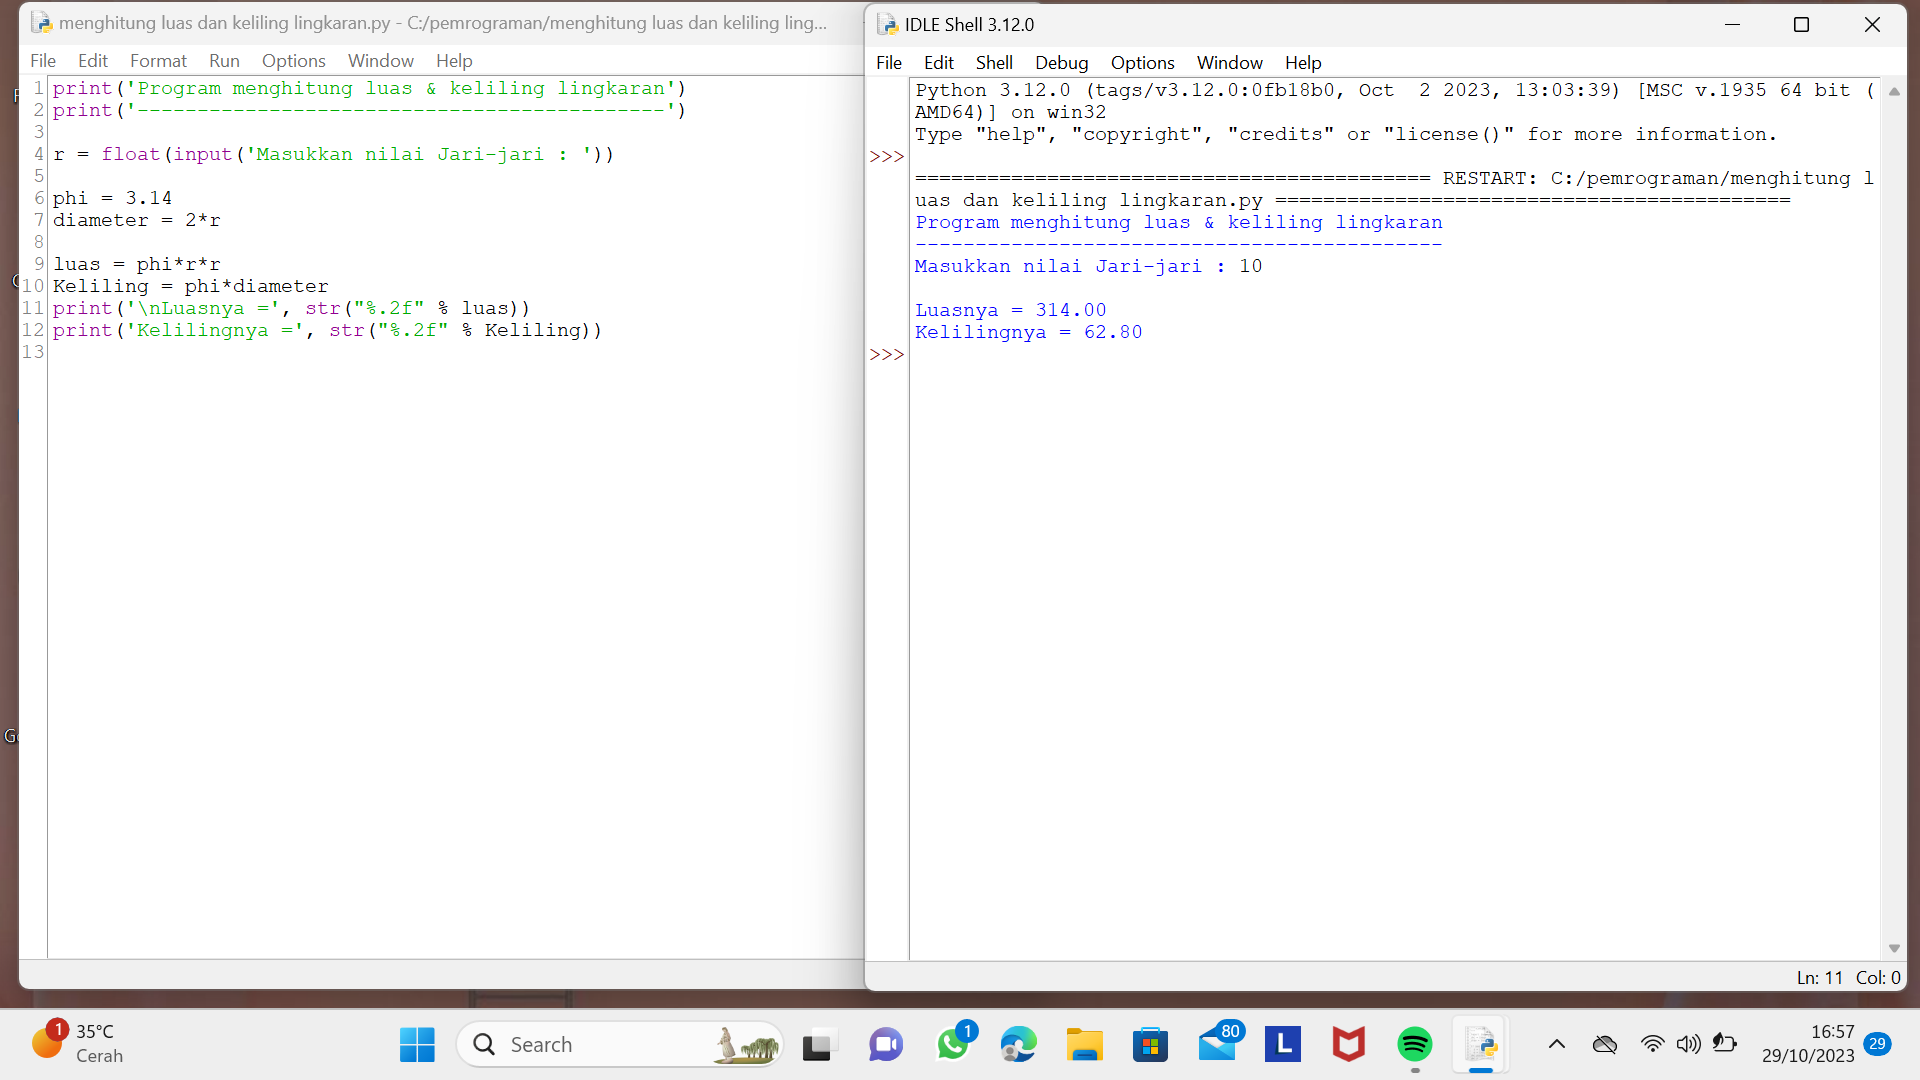 menghitung luas dan keliling lingkaran.py - C:/pemrograman/menghitung luas dan keliling ling...
File Edit Format Run Options Window Help
1 print('Program menghitung luas & keliling lingkaran')
2 print('--------------------------------------------')
3
4 r = float(input('Masukkan nilai Jari-jari : '))
5
6 phi = 3.14
7 diameter = 2*r
8
9 luas = phi*r*r
10 Keliling = phi*diameter
11 print('\nLuasnya =', str("%.2f" % luas))
12 print('Kelilingnya =', str("%.2f" % Keliling))
13
IDLE Shell 3.12.0
File Edit Shell Debug Options Window Help
Python 3.12.0 (tags/v3.12.0:0fb18b0, Oct  2 2023, 13:03:39) [MSC v.1935 64 bit (
AMD64)] on win32
Type "help", "copyright", "credits" or "license()" for more information.
>>>
=========================================== RESTART: C:/pemrograman/menghitung l
uas dan keliling lingkaran.py ===========================================
Program menghitung luas & keliling lingkaran
--------------------------------------------
Masukkan nilai Jari-jari : 10

Luasnya = 314.00
Kelilingnya = 62.80
>>>
Ln: 11 Col: 0
1
35°C
Cerah
Search
1
80
L
16:57
29/10/2023
29